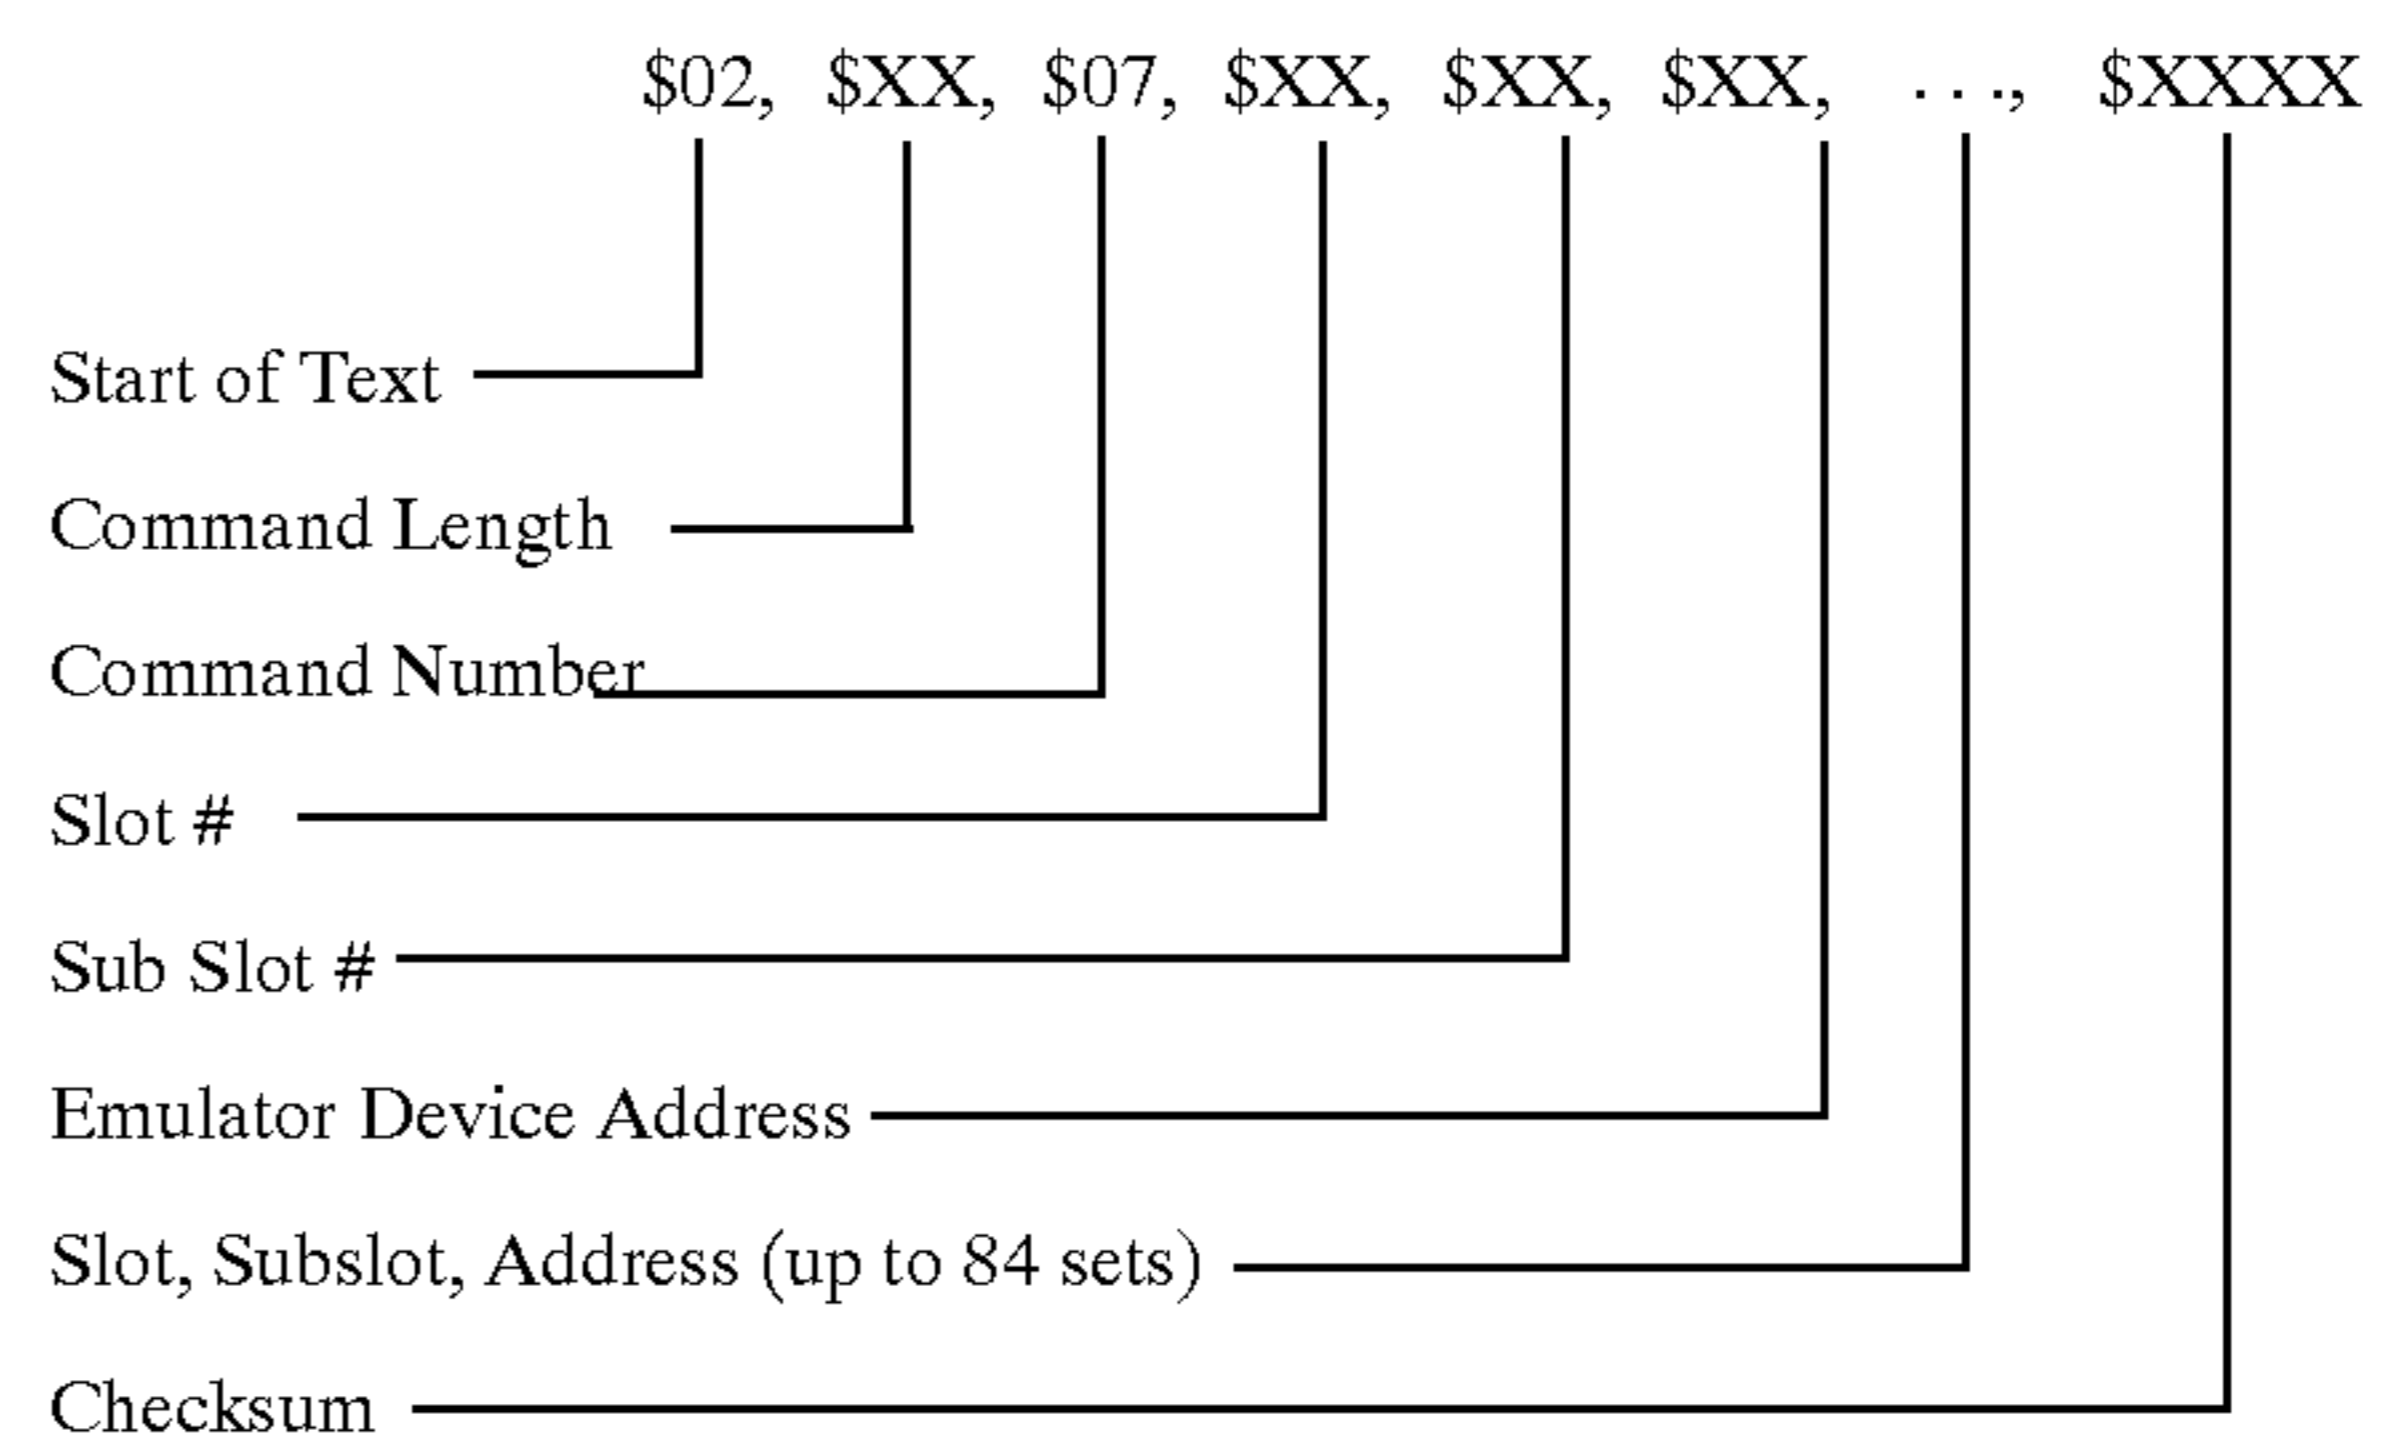 $02, $XX, $07, $XX, $XX, $XX, . . ., $XXXX
Start of Text
Command Length
Command Number
Slot #
Sub Slot #
Emulator Device Address
Slot, Subslot, Address (up to 84 sets)
Checksum